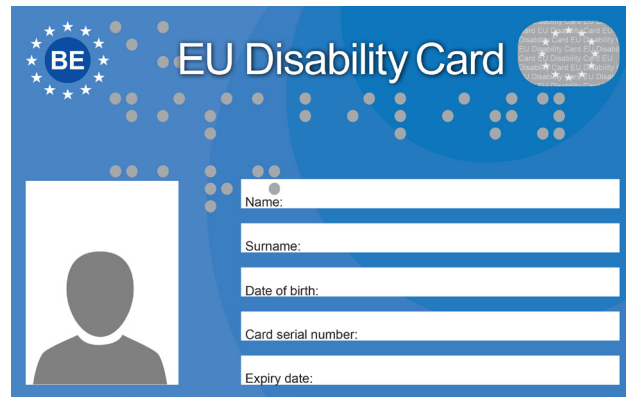 BE
EU Disability Card
Name:
Surname:
Date of birth:
Card serial number:
Expiry date: